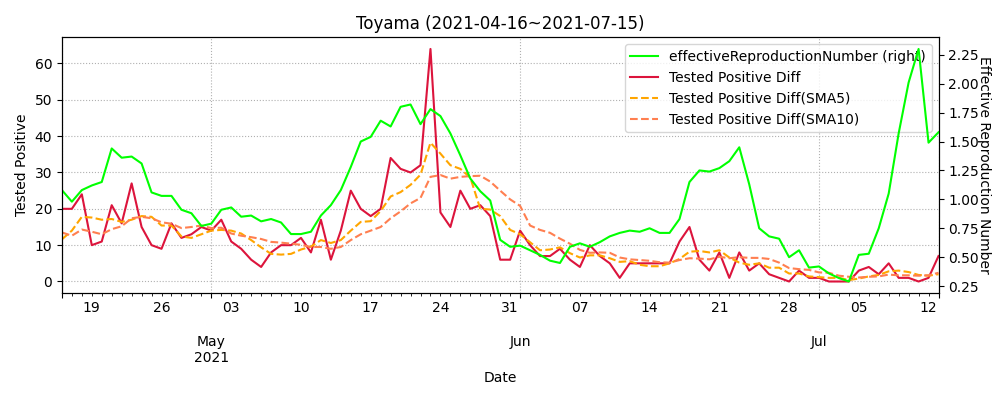 Toyama (2021-04-16~2021-07-15)
effectiveReproductionNumber (right)
Tested Positive Diff
Tested Positive Diff(SMA5)
Tested Positive Diff(SMA10)
Tested Positive
60
50
40
30
20
10
0
Effective Reproduction Number
2.25
2.00
1.75
1.50
1.25
1.00
0.75
0.50
0.25
19 26 03 10 17 24 31 07 14 21 28 05 12
May Jun Jul
2021
Date